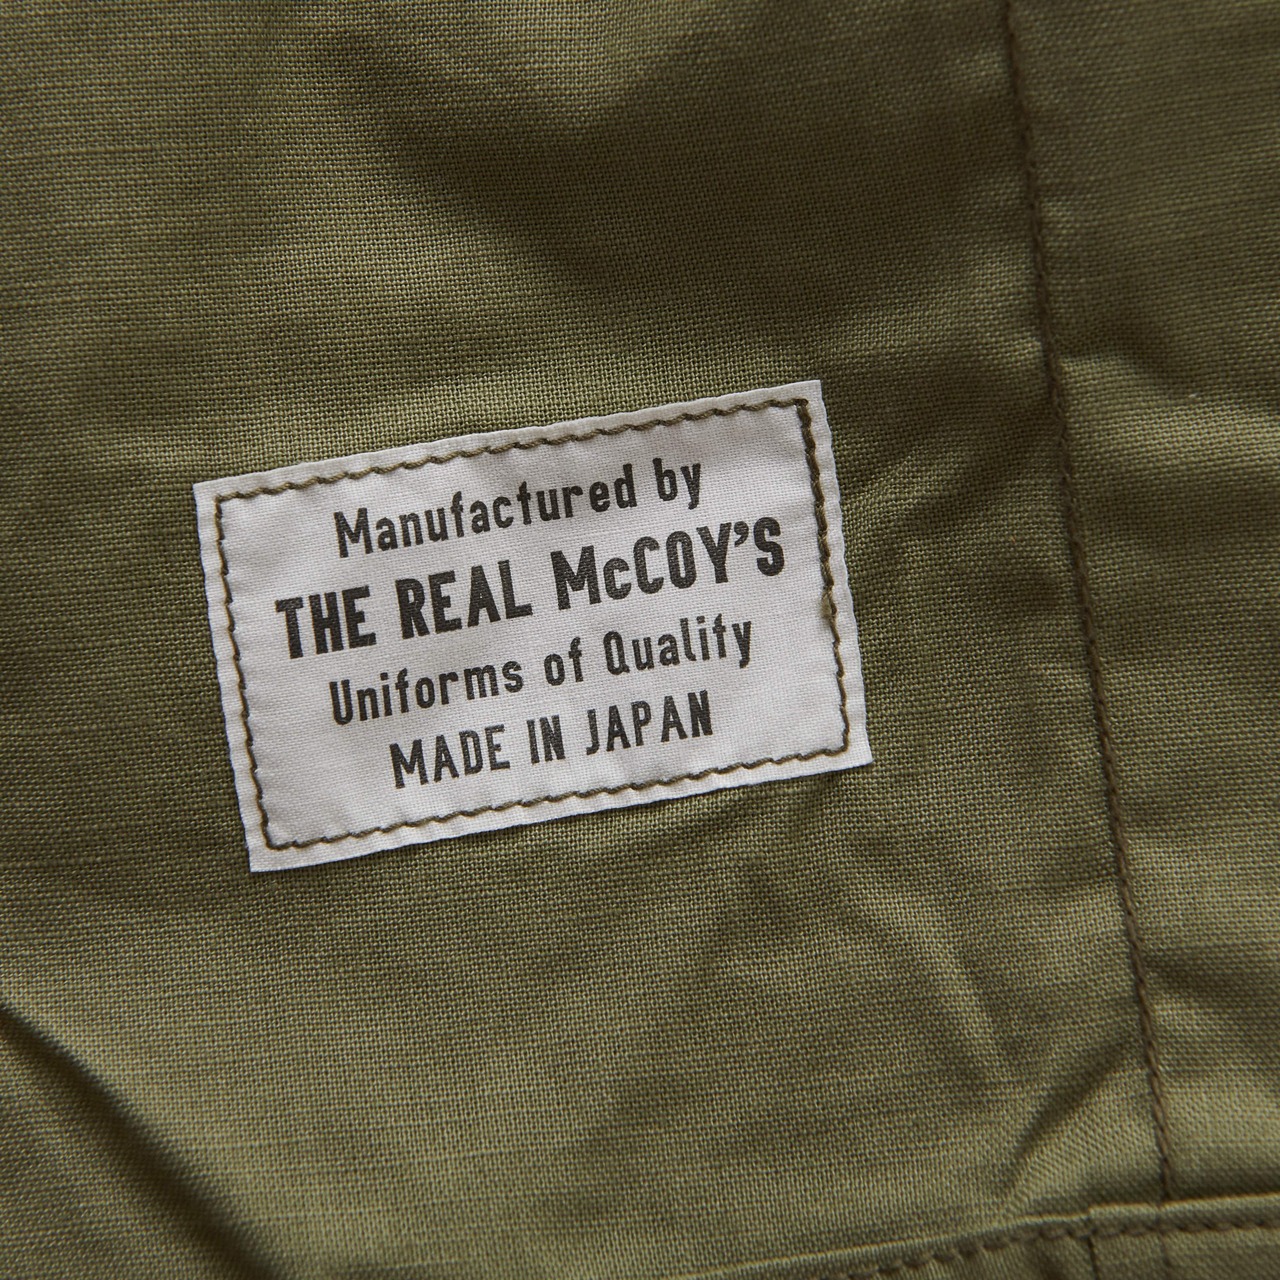 Manufactured by
THE REAL McCOY'S
Uniforms of Quality
MADE IN JAPAN